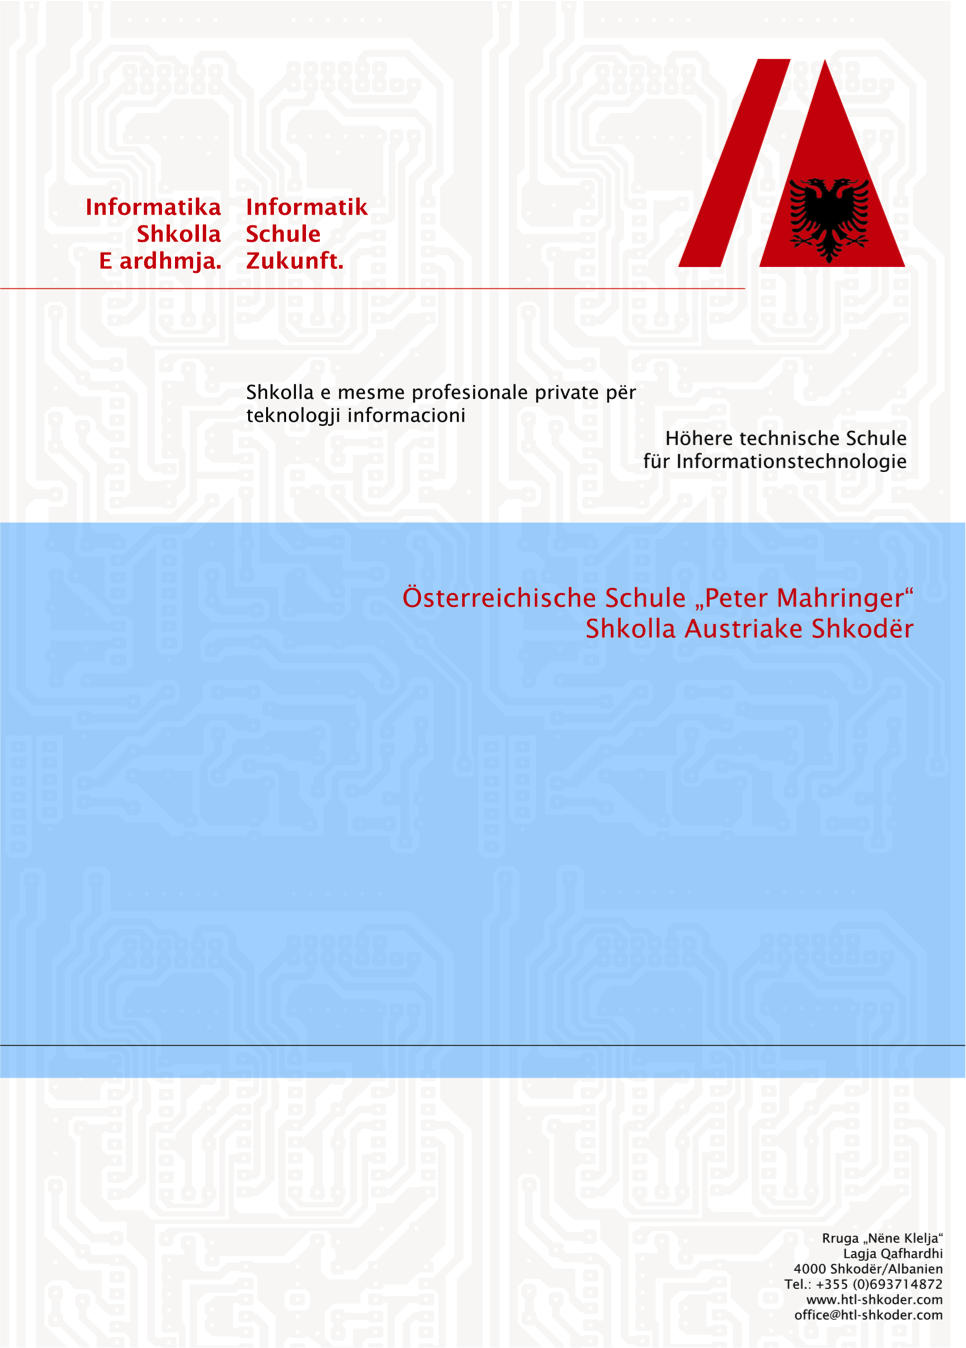 Informatika
Shkolla
E ardhmja.
Informatik
Schule
Zukunft.
Shkolla e mesme profesionale private për
teknologji informacioni
Höhere technische Schule
für Informationstechnologie
Österreichische Schule „Peter Mahringer“
Shkolla Austriake Shkodër
Rruga „Nëne Klelja“
Lagja Qafhardhi
4000 Shkodër/Albanien
Tel.: +355 (0)693714872
www.htl-shkoder.com
office@htl-shkoder.com